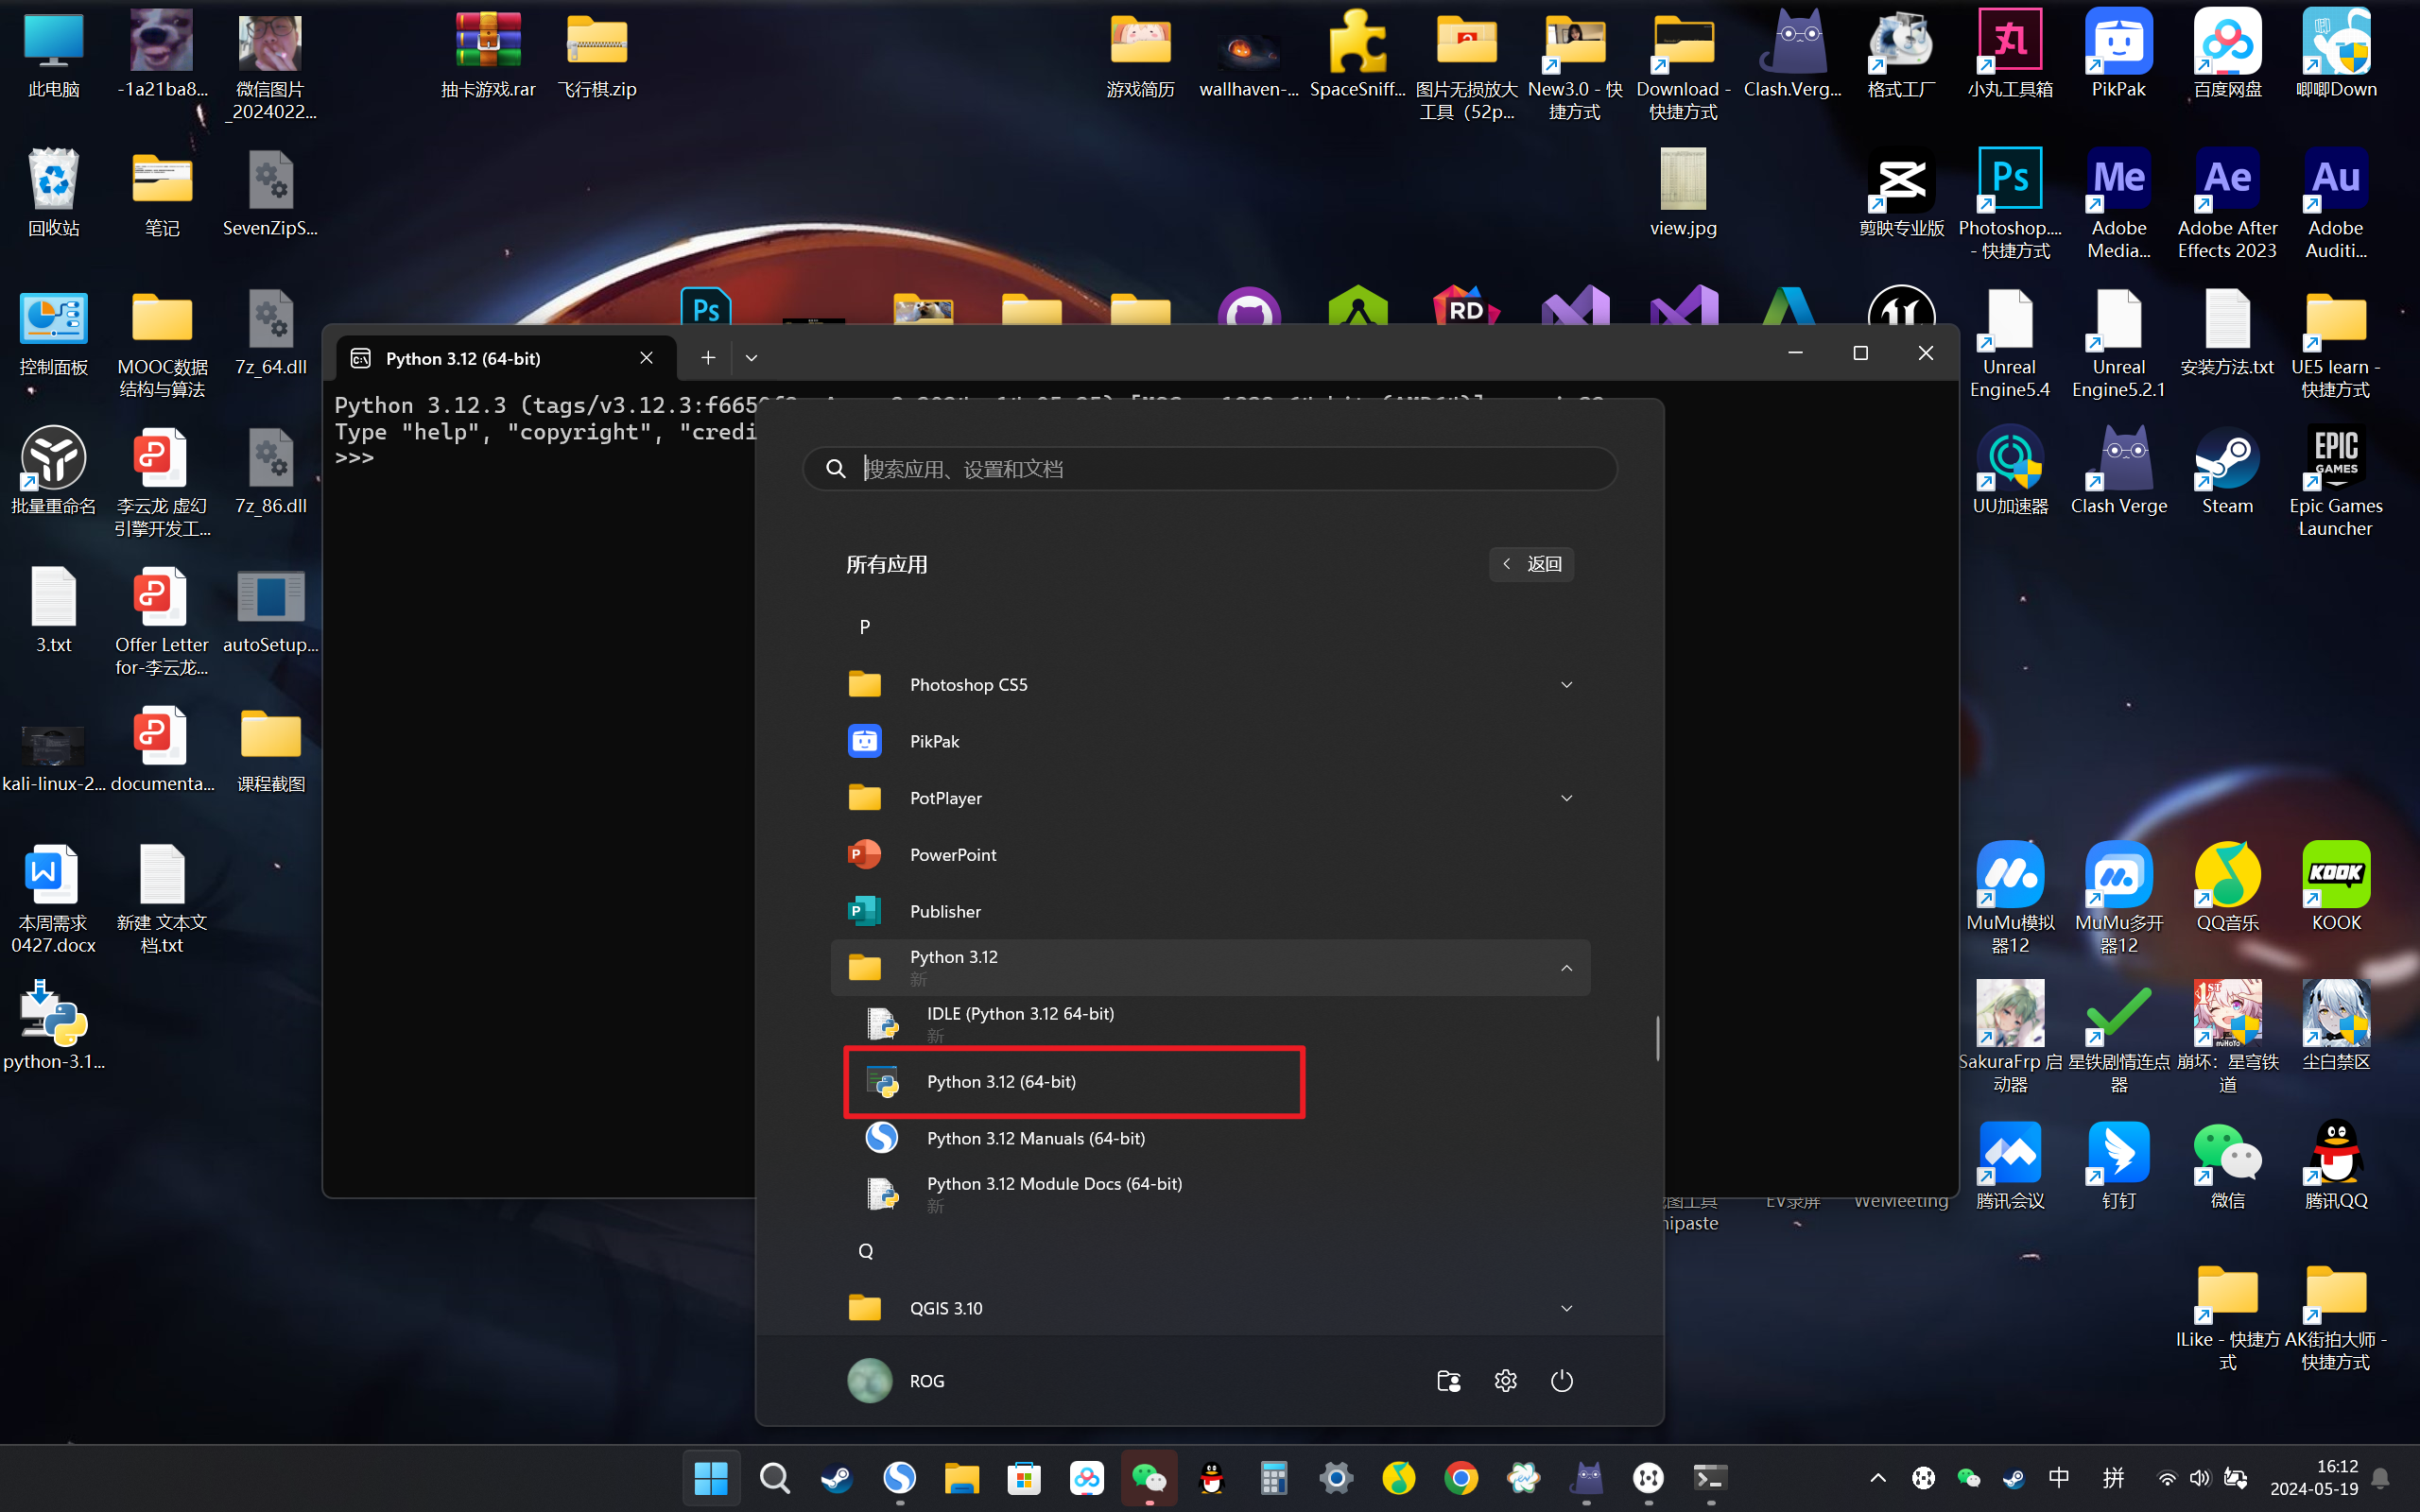 此电脑
-1a21ba8...
微信图片
_2024022...
抽卡游戏.rar
飞行棋.zip
游戏简历
wallhaven-...
SpaceSniff...
图片无损放大
工具（52p...
New3.0 - 快
捷方式
Download -
快捷方式
Clash.Verg...
格式工厂
小丸工具箱
PikPak
百度网盘
唧唧Down
回收站
笔记
SevenZipS...
view.jpg
剪映专业版
Photoshop....
- 快捷方式
Adobe
Media...
Adobe After
Effects 2023
Adobe
Auditi...
控制面板
MOOC数据
结构与算法
7z_64.dll
Unreal
Engine5.4
Unreal
Engine5.2.1
安装方法.txt
UE5 learn -
快捷方式
批量重命名
李云龙 虚幻
引擎开发工...
7z_86.dll
UU加速器
Clash Verge
Steam
Epic Games
Launcher
3.txt
Offer Letter
for-李云龙...
autoSetup...
kali-linux-2...
documenta...
课程截图
本周需求
0427.docx
新建 文本文
档.txt
MuMu模拟
器12
MuMu多开
器12
QQ音乐
KOOK
python-3.1...
SakuraFrp 启
动器
星铁剧情连点
器
崩坏：星穹铁
道
尘白禁区
腾讯会议
钉钉
微信
腾讯QQ
EV录屏
WeMeeting
图工具
nipaste
ILike - 快捷方
式
AK街拍大师 -
快捷方式
Python 3.12 (64-bit)
Python 3.12.3 (tags/v3.12.3:f665
Type "help", "copyright", "credi
>>>
搜索应用、设置和文档
所有应用
返回
P
Photoshop CS5
PikPak
PotPlayer
PowerPoint
Publisher
Python 3.12
新
IDLE (Python 3.12 64-bit)
新
Python 3.12 (64-bit)
Python 3.12 Manuals (64-bit)
Python 3.12 Module Docs (64-bit)
新
Q
QGIS 3.10
ROG
中
拼
16:12
2024-05-19